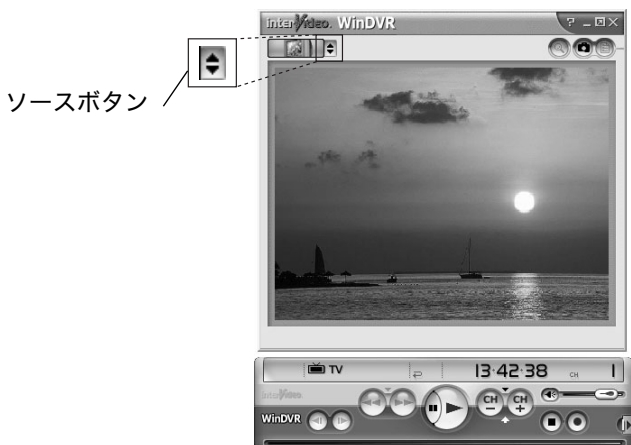 interVideo. WinDVR
? - ×
ソースボタン
TV
13:42:38
CH
1
InterVideo
CH
−
CH
+
WinDVR